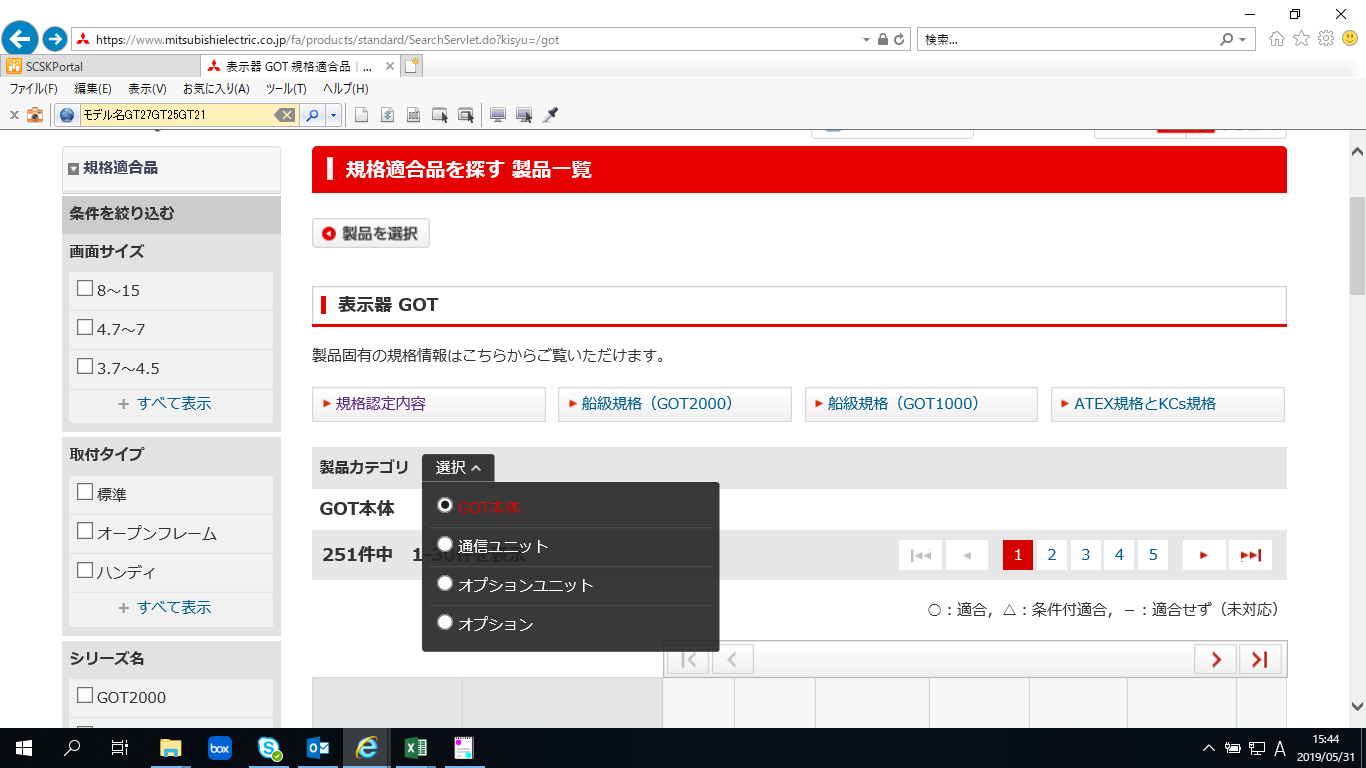 https://www.mitsubishielectric.co.jp/fa/products/standard/SearchServlet.do?kisyu=/got
検索...
SCSKPortal
表示器 GOT 規格適合品 | ...
ファイル(F) 編集(E) 表示(V) お気に入り(A) ツール(T) ヘルプ(H)
モデル名GT27GT25GT21
規格適合品
条件を絞り込む
画面サイズ
8～15
4.7～7
3.7～4.5
+ すべて表示
取付タイプ
標準
オープンフレーム
ハンディ
+ すべて表示
シリーズ名
GOT2000
規格適合品を探す 製品一覧
製品を選択
表示器 GOT
製品固有の規格情報はこちらからご覧いただけます。
規格認定内容
船級規格（GOT2000）
船級規格（GOT1000）
ATEX規格とKCs規格
製品カテゴリ 選択
GOT本体
GOT本体
通信ユニット
オプションユニット
オプション
251件中 1-30件を表示
1 2 3 4 5
○：適合，△：条件付適合，－：適合せず（未対応）
box
A
15:44
2019/05/31